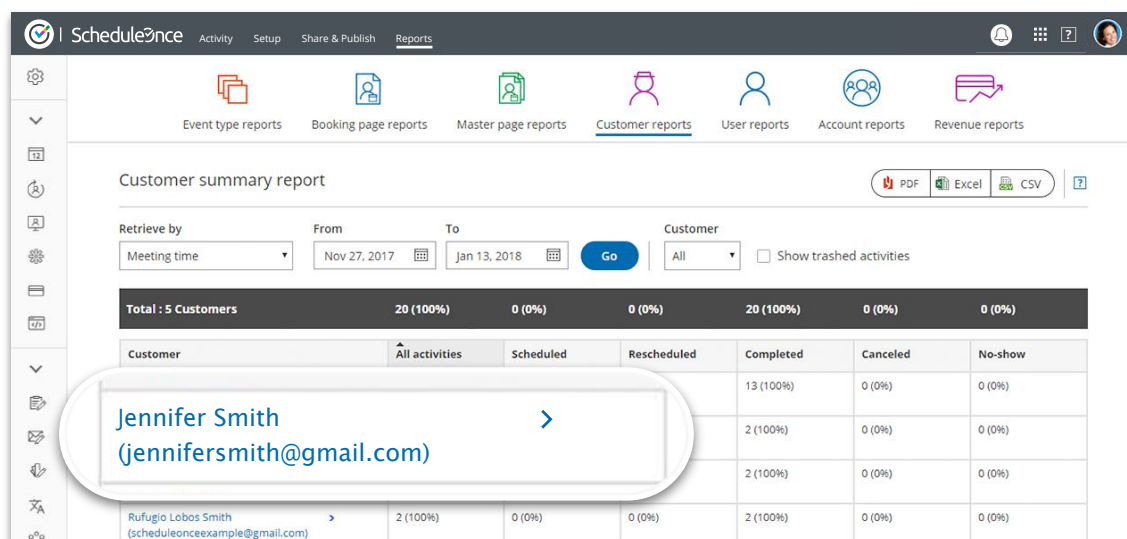 ScheduleOnce Activity Setup Share & Publish Reports ?
Event type reports Booking page reports Master page reports Customer reports User reports Account reports Revenue reports
12
Customer summary report PDF Excel CSV ?
Retrieve by From To Customer
Meeting time Nov 27, 2017 Jan 13, 2018 Go All Show trashed activities
Total : 5 Customers 20 (100%) 0 (0%) 0 (0%) 20 (100%) 0 (0%) 0 (0%)
Customer All activities Scheduled Rescheduled Completed Canceled No-show
13 (100%) 0 (0%) 0 (0%)
Jennifer Smith
(jennifersmith@gmail.com)
2 (100%) 0 (0%) 0 (0%)
2 (100%) 0 (0%) 0 (0%)
Rufugio Lobos Smith 2 (100%) 0 (0%) 0 (0%) 2 (100%) 0 (0%) 0 (0%)
(scheduleonceexample@gmail.com)